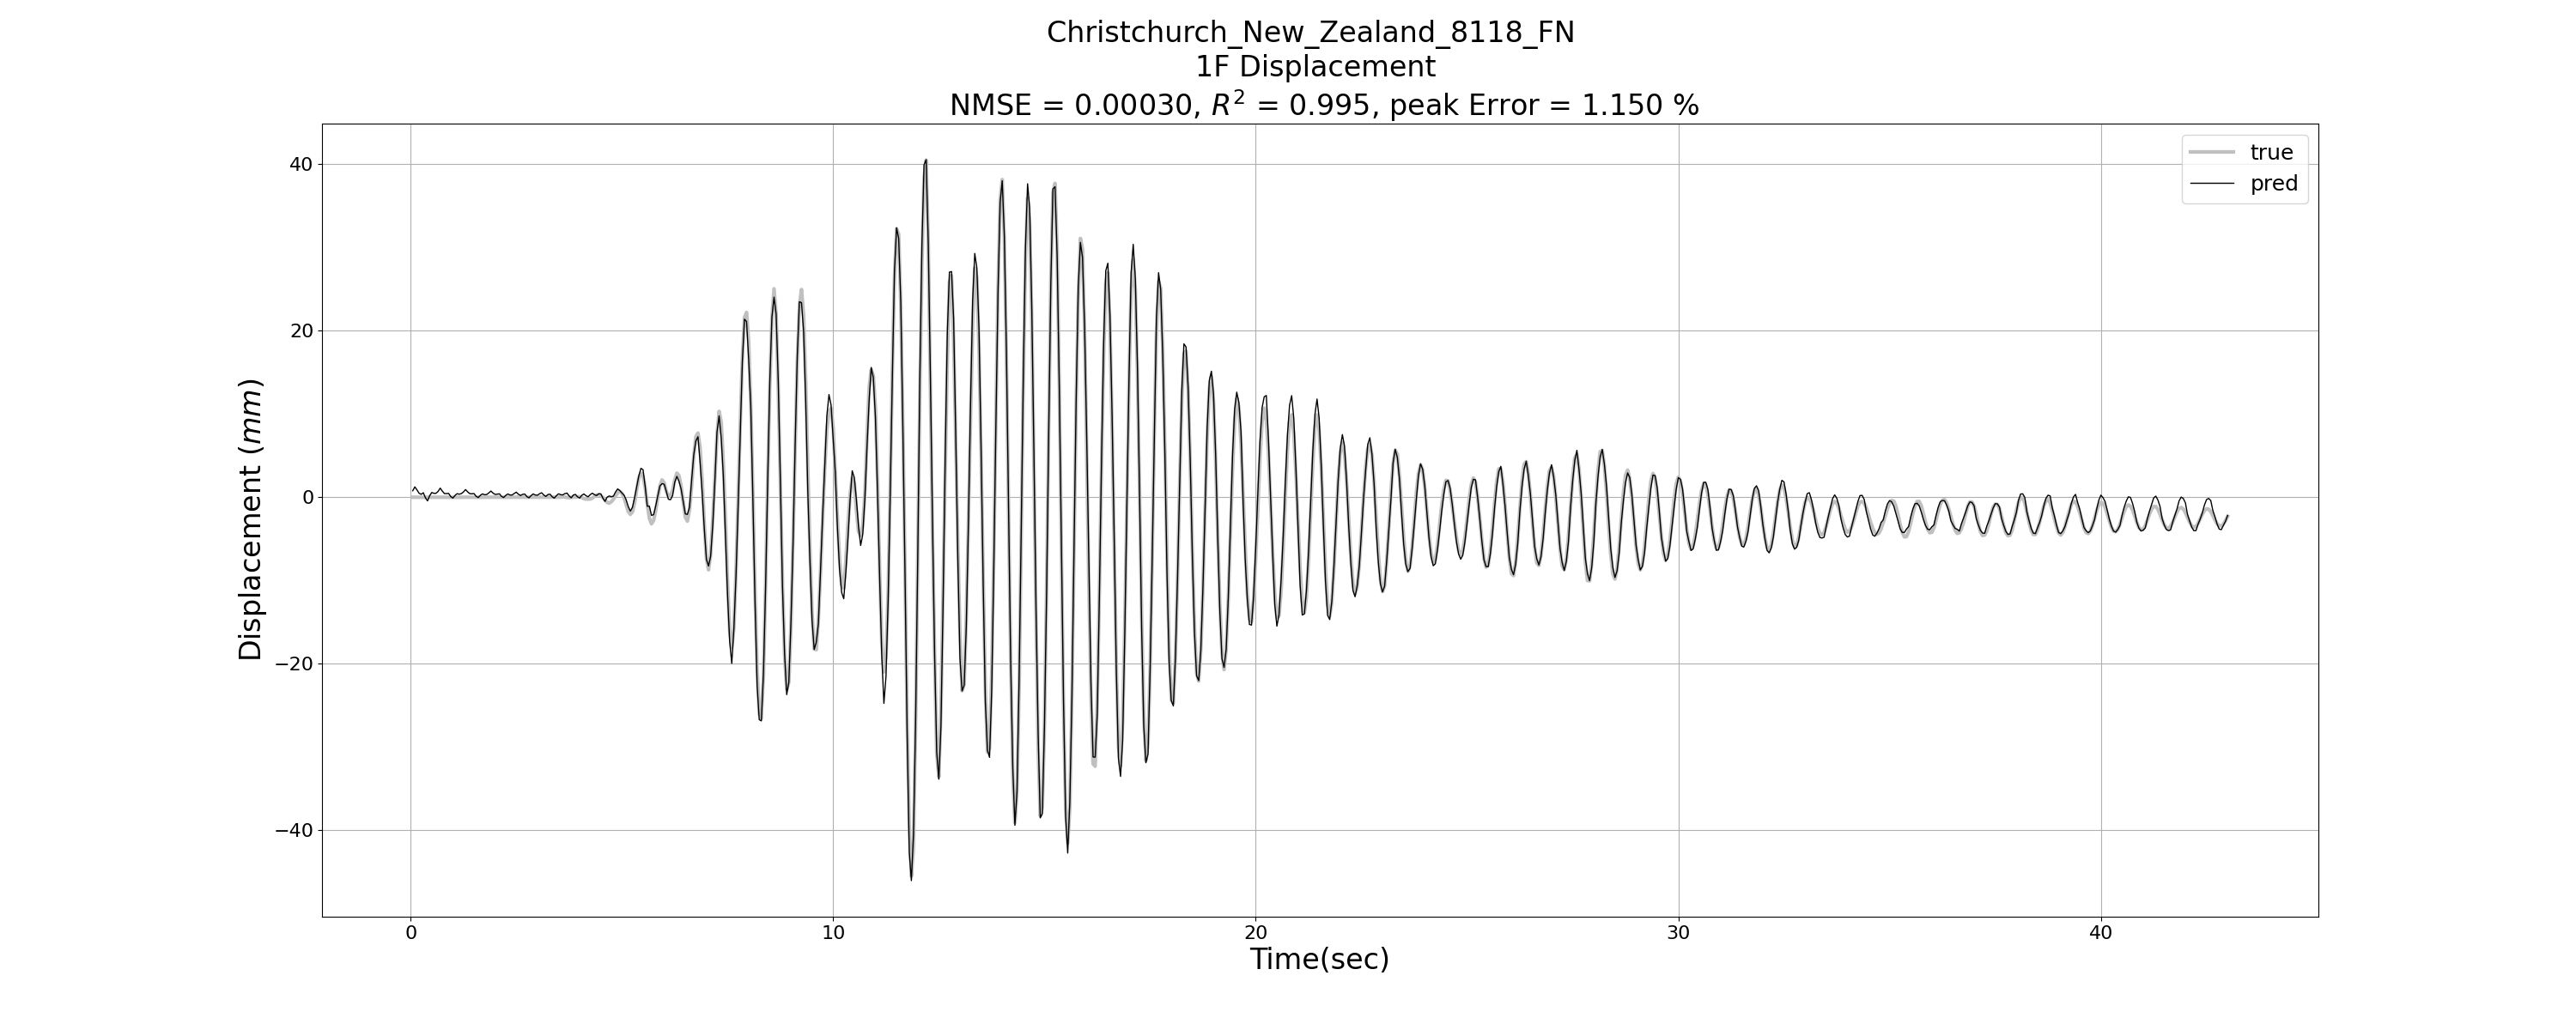 Christchurch_New_Zealand_8118_FN
1F Displacement
NMSE = 0.00030, R² = 0.995, peak Error = 1.150 %
true
pred
Displacement (mm)
40
20
0
−20
−40
0 10 20 30 40
Time(sec)